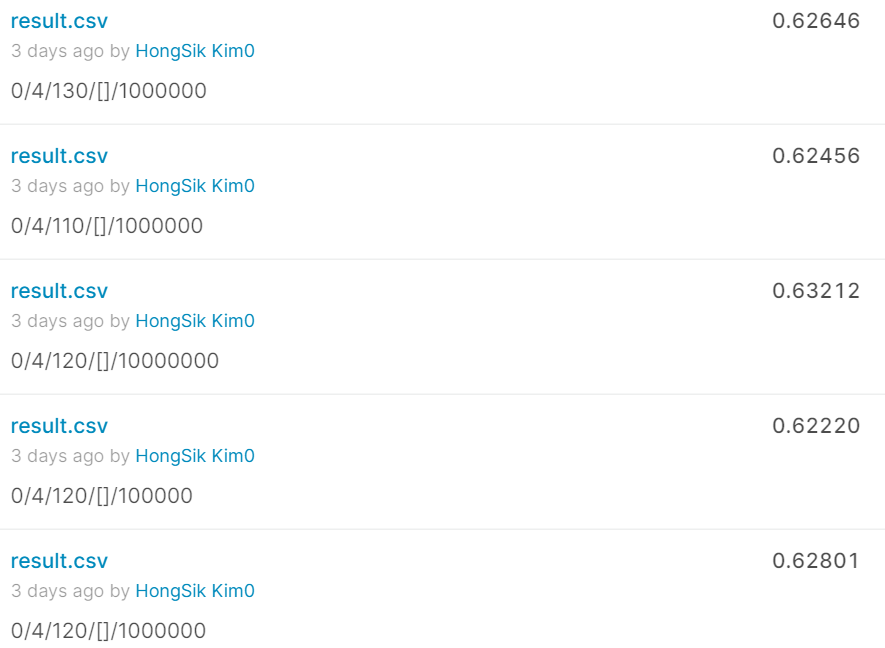 result.csv 0.62646
3 days ago by HongSik Kim0
0/4/130/[]/1000000
result.csv 0.62456
3 days ago by HongSik Kim0
0/4/110/[]/1000000
result.csv 0.63212
3 days ago by HongSik Kim0
0/4/120/[]/10000000
result.csv 0.62220
3 days ago by HongSik Kim0
0/4/120/[]/100000
result.csv 0.62801
3 days ago by HongSik Kim0
0/4/120/[]/1000000